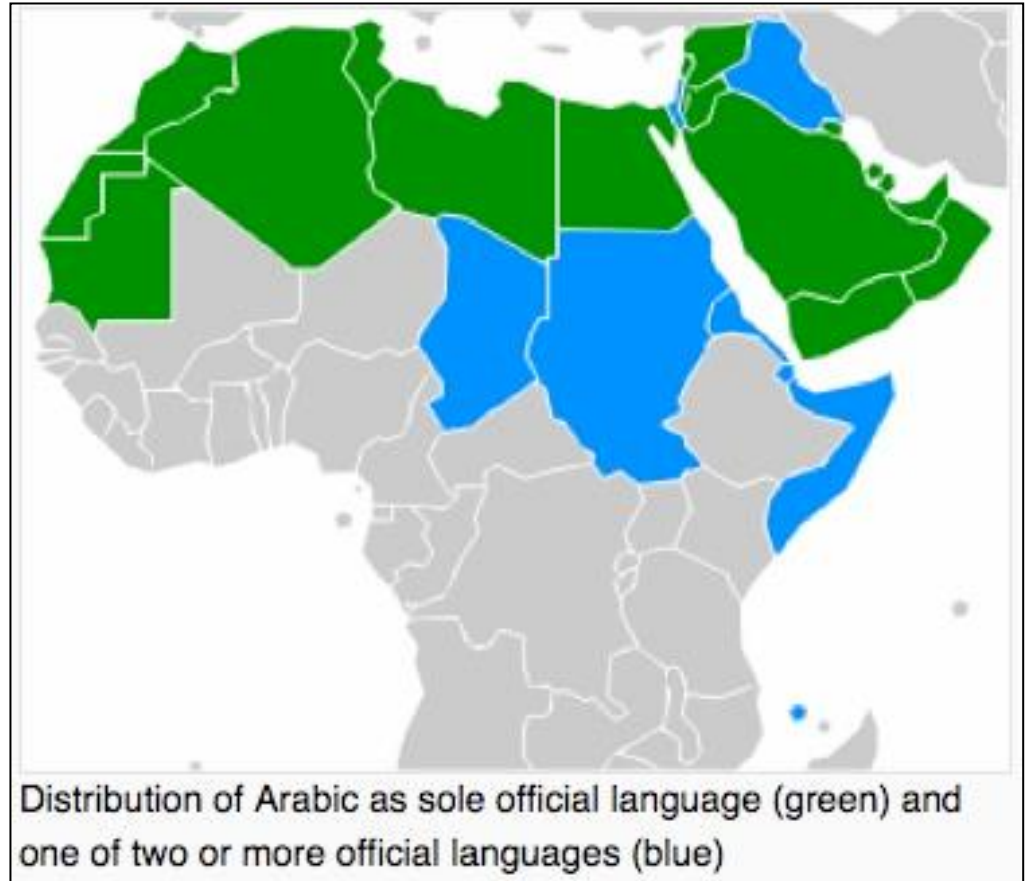 Distribution of Arabic as sole official language (green) and
one of two or more official languages (blue)